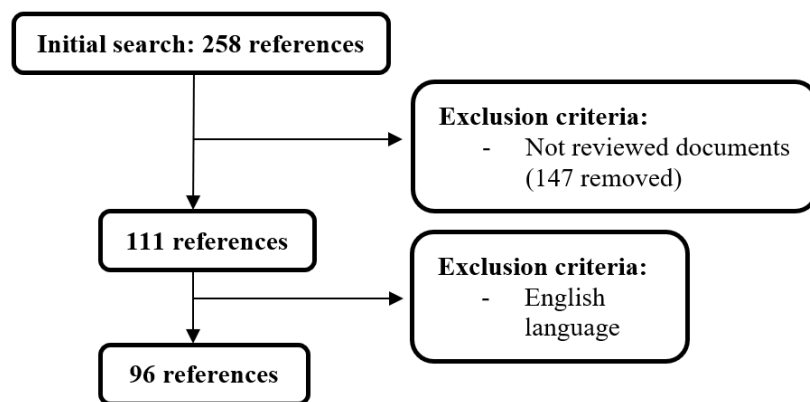 Initial search: 258 references
Exclusion criteria:
- Not reviewed documents
(147 removed)
111 references
Exclusion criteria:
- English
language
96 references